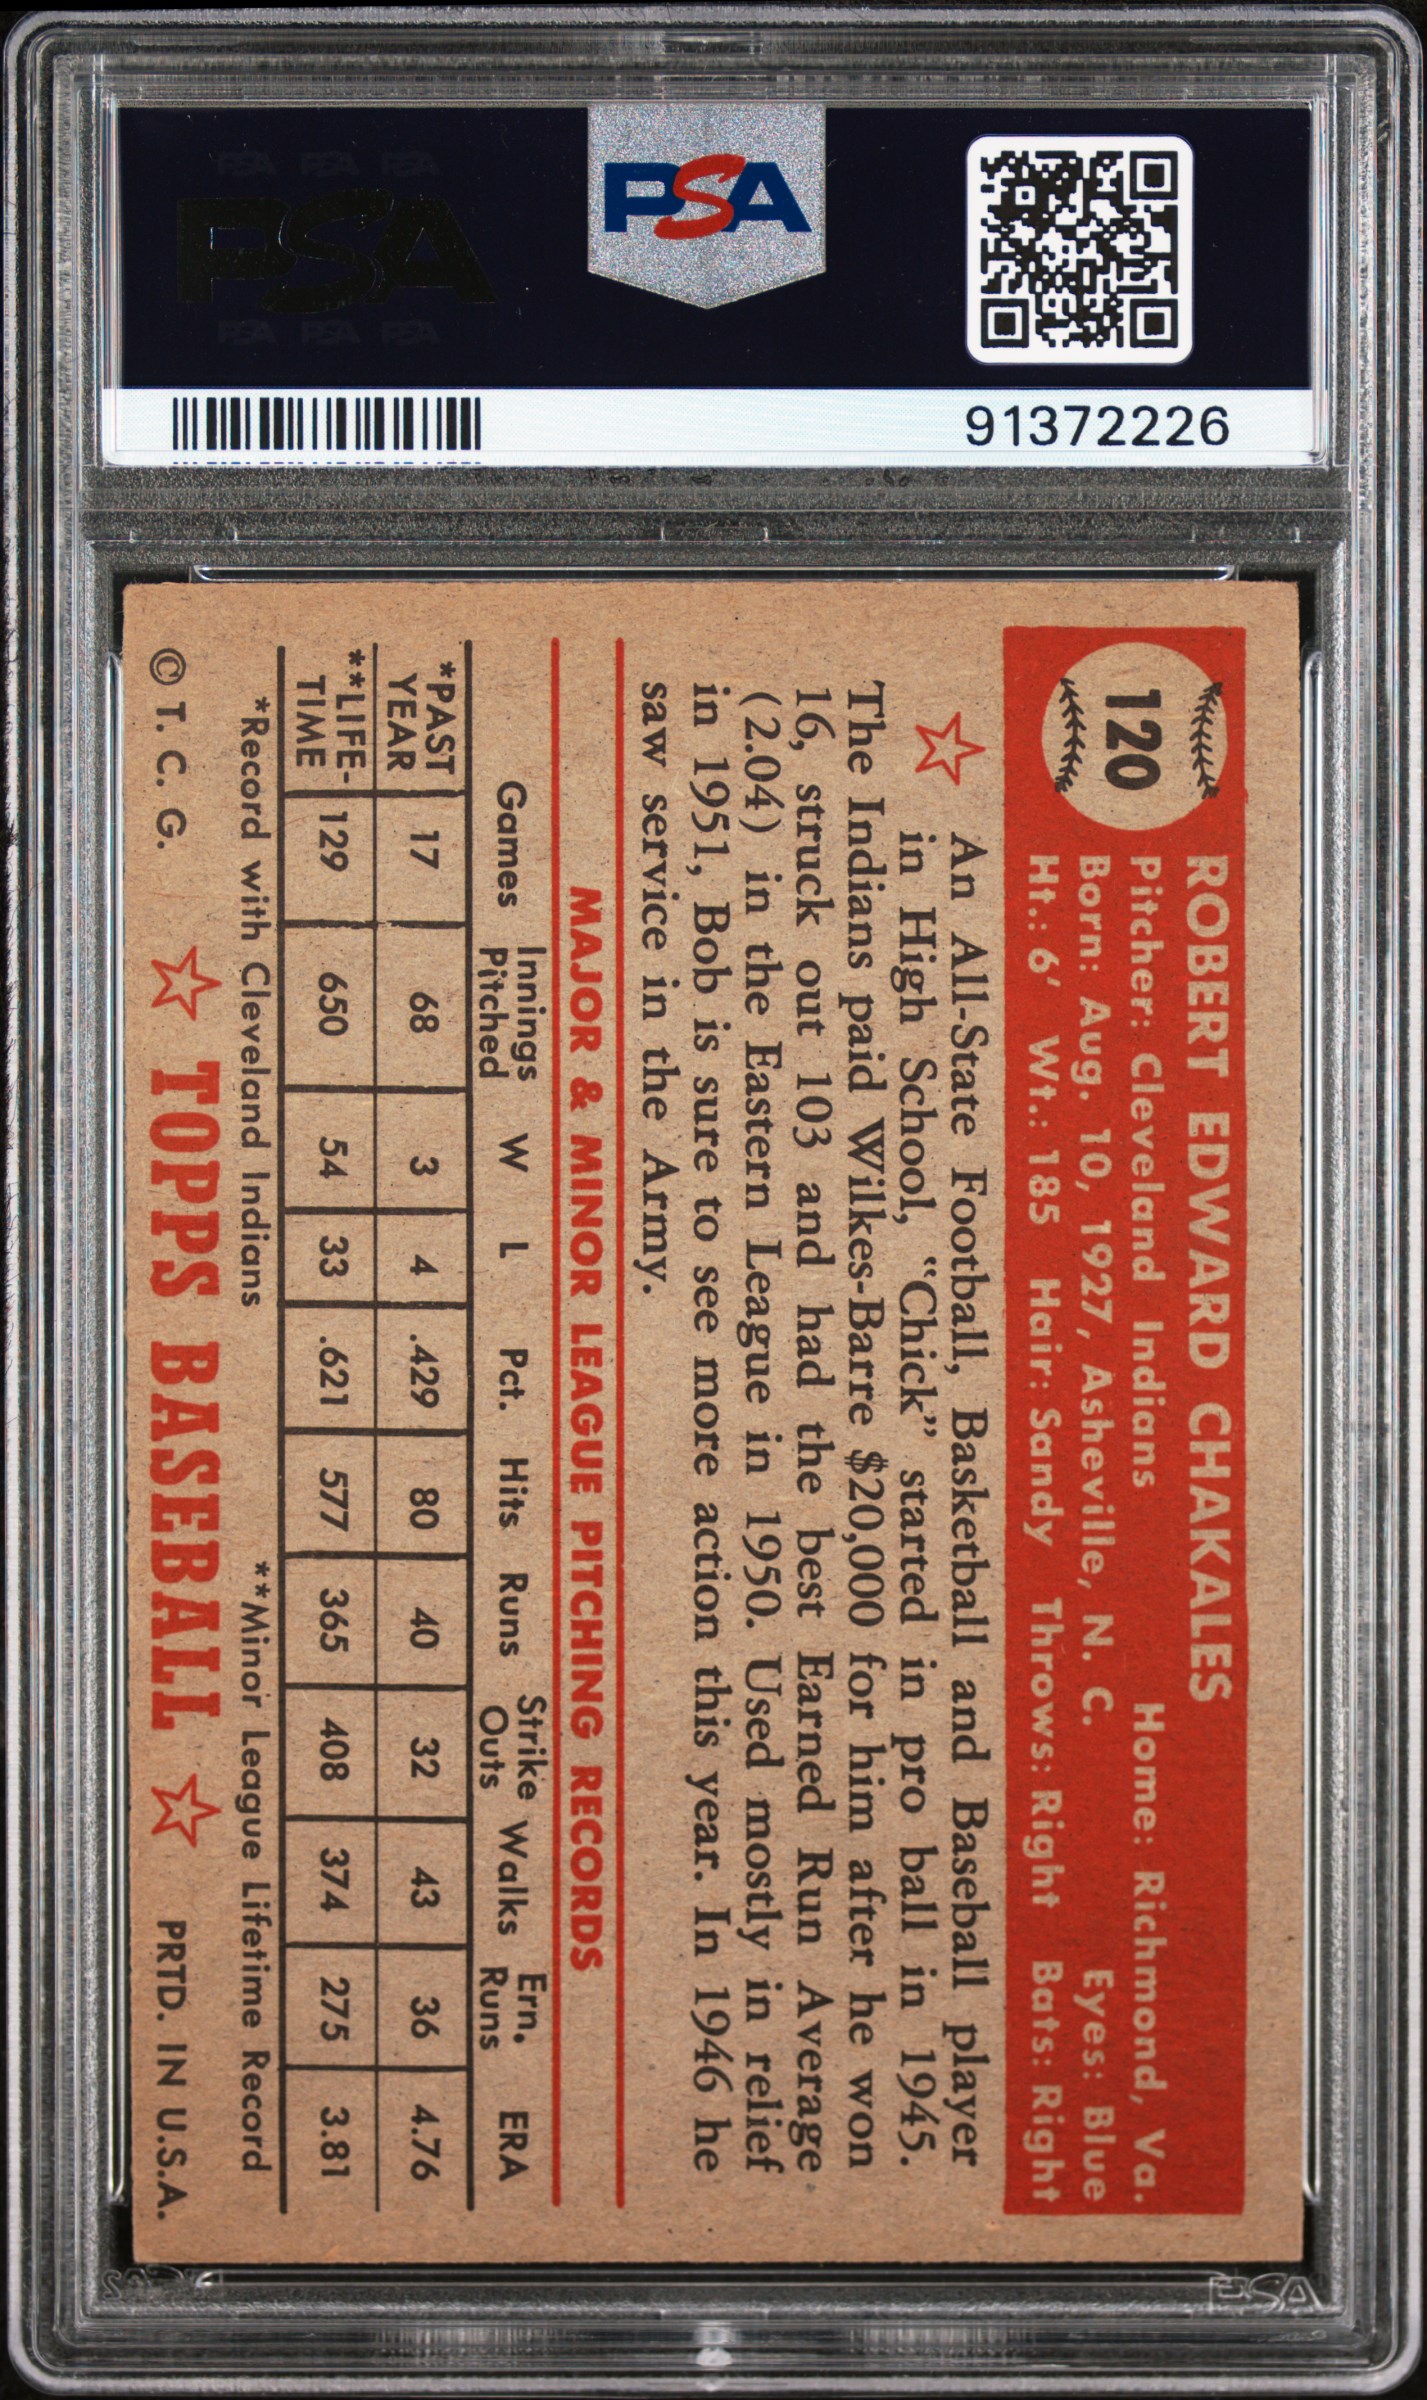 PSA PSA PSA
PSA
PSA PSA PSA
PSA
91372226
120
ROBERT EDWARD CHAKALES
Pitcher: Cleveland Indians Home: Richmond, Va.
Born: Aug. 10, 1927, Asheville, N. C. Eyes: Blue
Ht.: 6' Wt.: 185 Hair: Sandy Throws: Right Bats: Right
An All-State Football, Basketball and Baseball player
in High School, "Chick" started in pro ball in 1945.
The Indians paid Wilkes-Barre $20,000 for him after he won
16, struck out 103 and had the best Earned Run Average
(2.04) in the Eastern League in 1950. Used mostly in relief
in 1951, Bob is sure to see more action this year. In 1946 he
saw service in the Army.
MAJOR & MINOR LEAGUE PITCHING RECORDS
Games Innings Pitched W L Pct. Hits Runs Strike Outs Walks Ern. Runs ERA
*PAST YEAR 17 68 3 4 .429 80 40 32 43 36 4.76
**LIFE-TIME 129 650 54 33 .621 577 365 408 374 275 3.81
*Record with Cleveland Indians **Minor League Lifetime Record
© T. C. G. TOPPS BASEBALL PRTD. IN U.S.A.
PSA